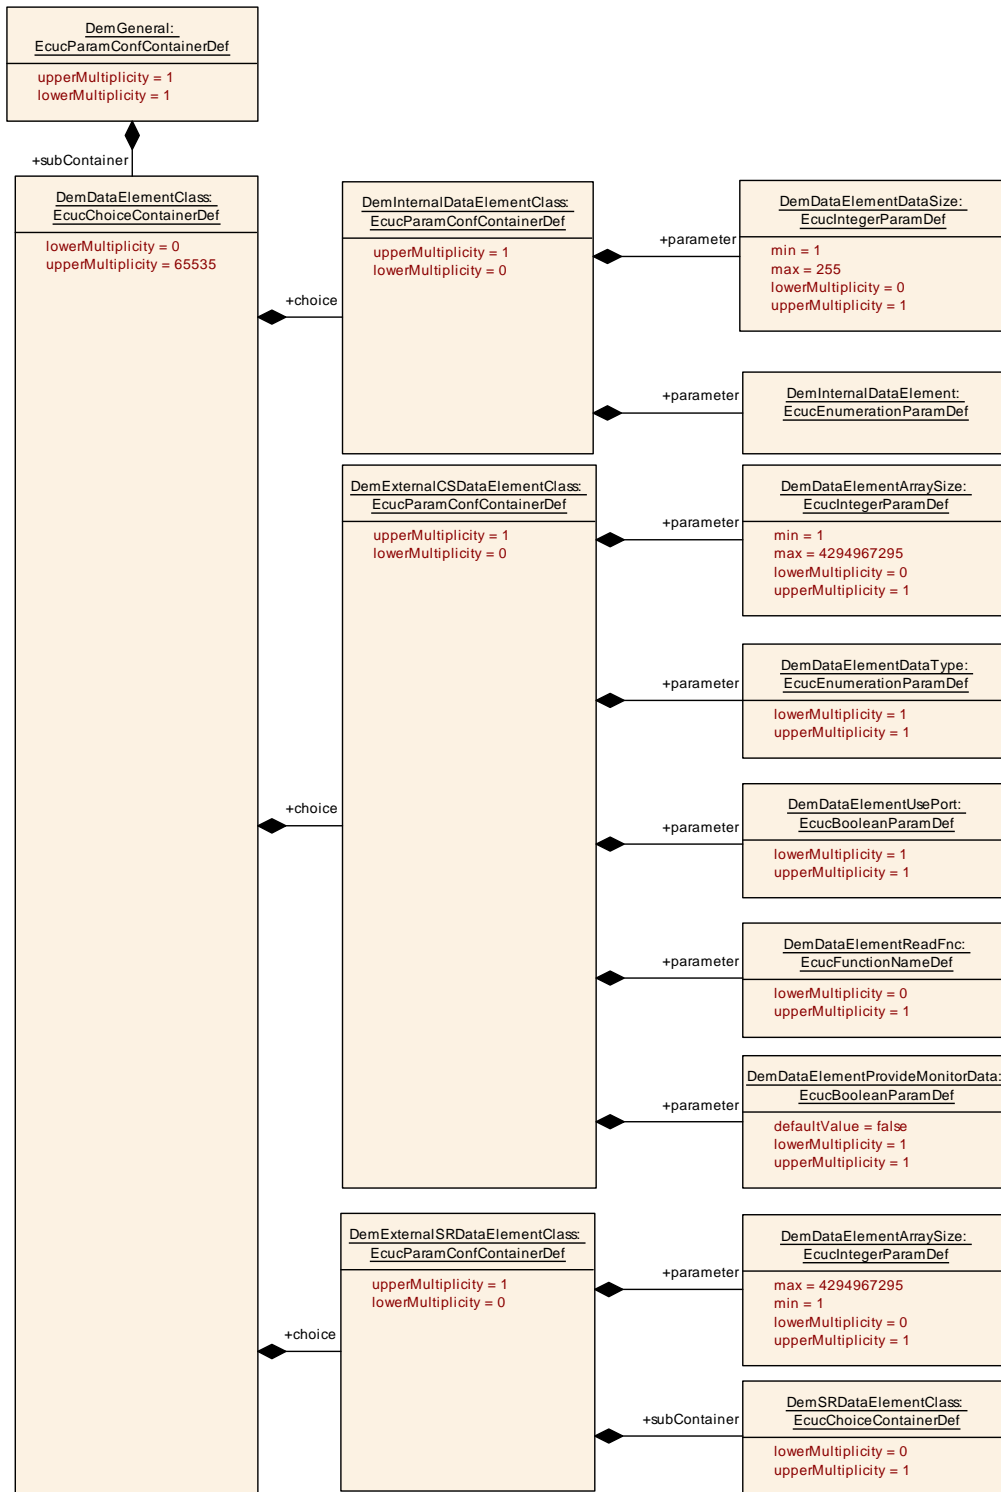 DemGeneral:
EcucParamConfContainerDef
upperMultiplicity = 1
lowerMultiplicity = 1
+subContainer
DemDataElementClass:
EcucChoiceContainerDef
lowerMultiplicity = 0
upperMultiplicity = 65535
+choice
DemInternalDataElementClass:
EcucParamConfContainerDef
upperMultiplicity = 1
lowerMultiplicity = 0
+parameter
DemDataElementDataSize:
EcucIntegerParamDef
min = 1
max = 255
lowerMultiplicity = 0
upperMultiplicity = 1
+parameter
DemInternalDataElement:
EcucEnumerationParamDef
+choice
DemExternalCSDataElementClass:
EcucParamConfContainerDef
upperMultiplicity = 1
lowerMultiplicity = 0
+parameter
DemDataElementArraySize:
EcucIntegerParamDef
min = 1
max = 4294967295
lowerMultiplicity = 0
upperMultiplicity = 1
+parameter
DemDataElementDataType:
EcucEnumerationParamDef
lowerMultiplicity = 1
upperMultiplicity = 1
+parameter
DemDataElementUsePort:
EcucBooleanParamDef
lowerMultiplicity = 1
upperMultiplicity = 1
+parameter
DemDataElementReadFnc:
EcucFunctionNameDef
lowerMultiplicity = 0
upperMultiplicity = 1
+parameter
DemDataElementProvideMonitorData:
EcucBooleanParamDef
defaultValue = false
lowerMultiplicity = 1
upperMultiplicity = 1
+choice
DemExternalSRDataElementClass:
EcucParamConfContainerDef
upperMultiplicity = 1
lowerMultiplicity = 0
+parameter
DemDataElementArraySize:
EcucIntegerParamDef
max = 4294967295
min = 1
lowerMultiplicity = 0
upperMultiplicity = 1
+subContainer
DemSRDataElementClass:
EcucChoiceContainerDef
lowerMultiplicity = 0
upperMultiplicity = 1